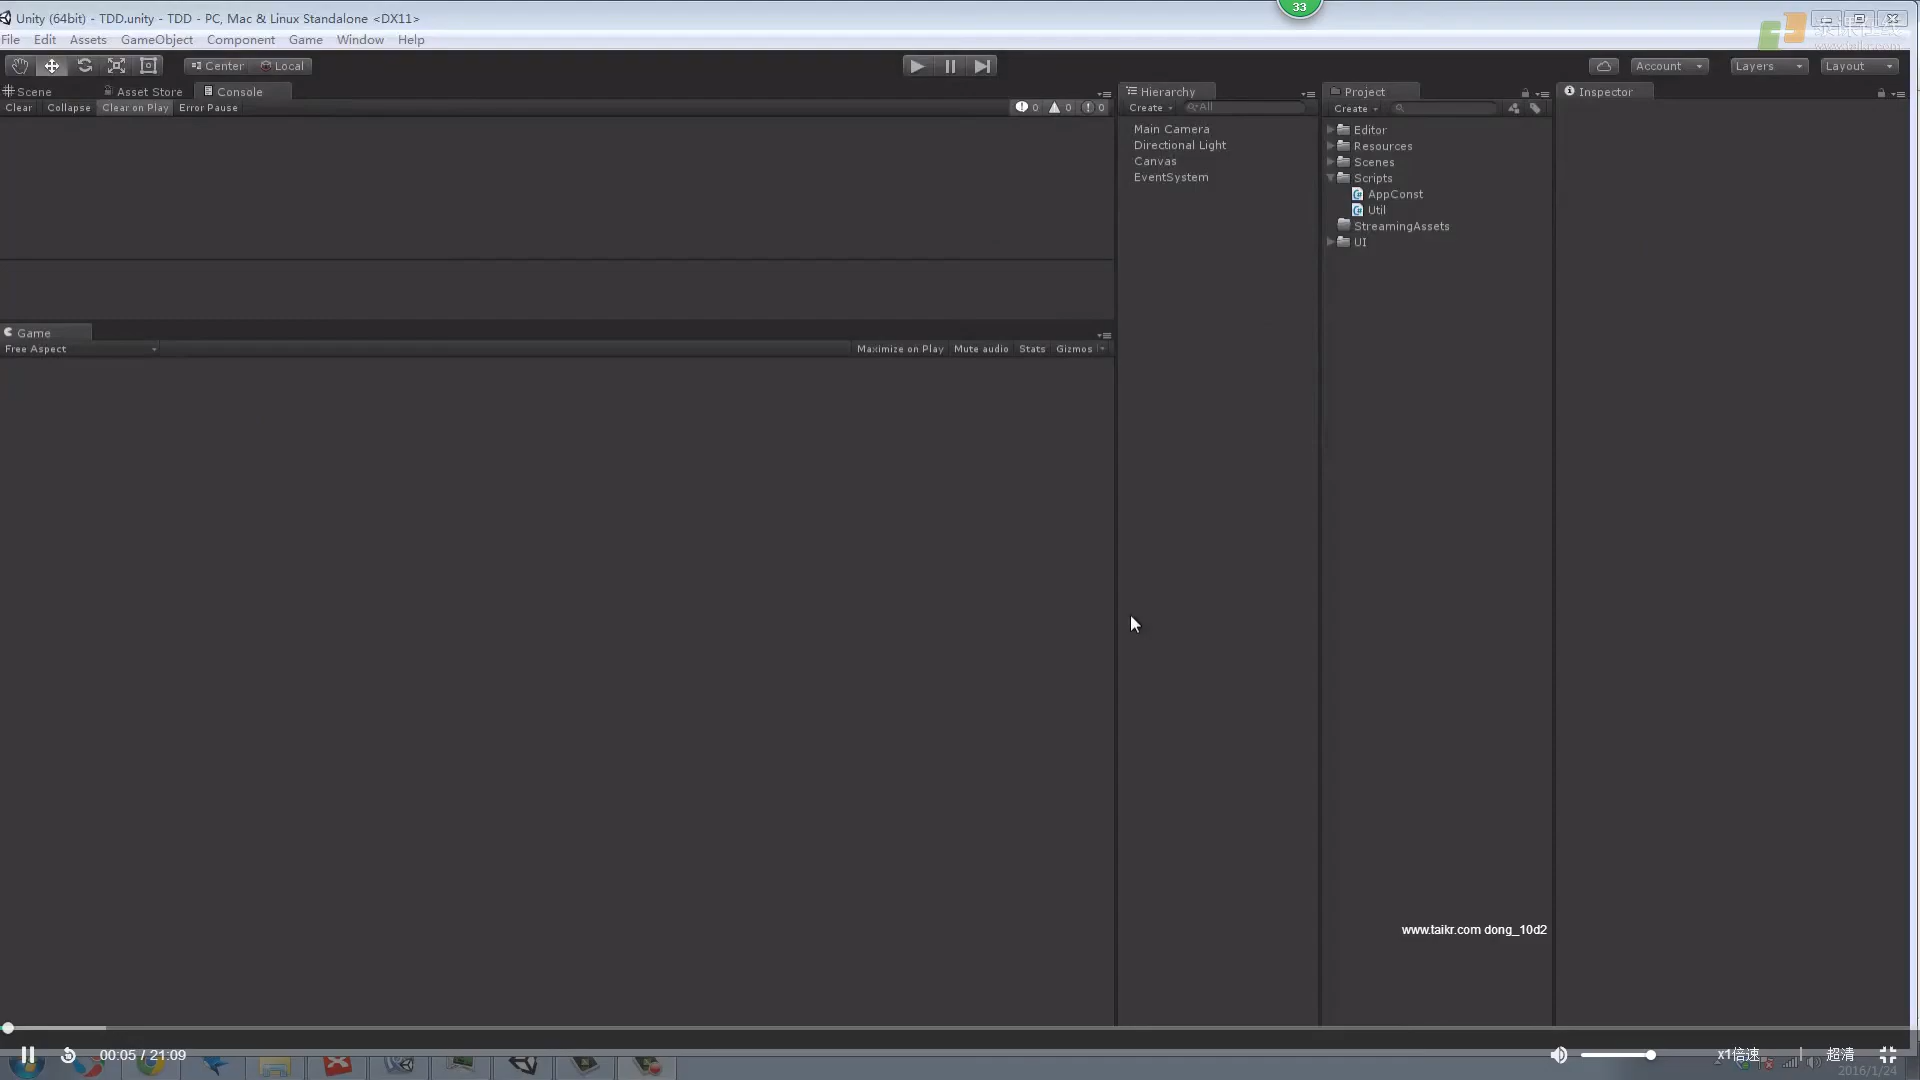 33
Unity (64bit) - TDD.unity - TDD - PC, Mac & Linux Standalone <DX11>
File Edit Assets GameObject Component Game Window Help
Center Local
Account Layers Layout
Scene Asset Store Console
Clear Collapse Clear on Play Error Pause
0 0 0
Hierarchy
Create All
Main Camera
Directional Light
Canvas
EventSystem
Project
Create
Editor
Resources
Scenes
Scripts
AppConst
Util
StreamingAssets
UI
Inspector
Game
Free Aspect
Maximize on Play Mute audio Stats Gizmos
www.taikr.com dong_10d2
00:05 / 21:09
x1倍速 超清
2016/1/24